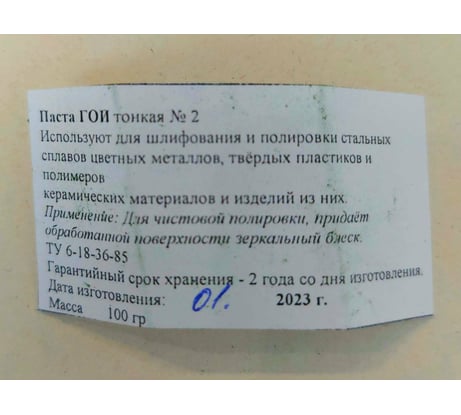 Паста ГОИ тонкая № 2
Используют для шлифования и полировки стальных
сплавов цветных металлов, твёрдых пластиков и
полимеров
керамических материалов и изделий из них.
Применение: Для чистовой полировки, придаёт
обработанной поверхности зеркальный блеск.
ТУ 6-18-36-85
Гарантийный срок хранения - 2 года со дня изготовления.
Дата изготовления: 01. 2023 г.
Масса 100 гр